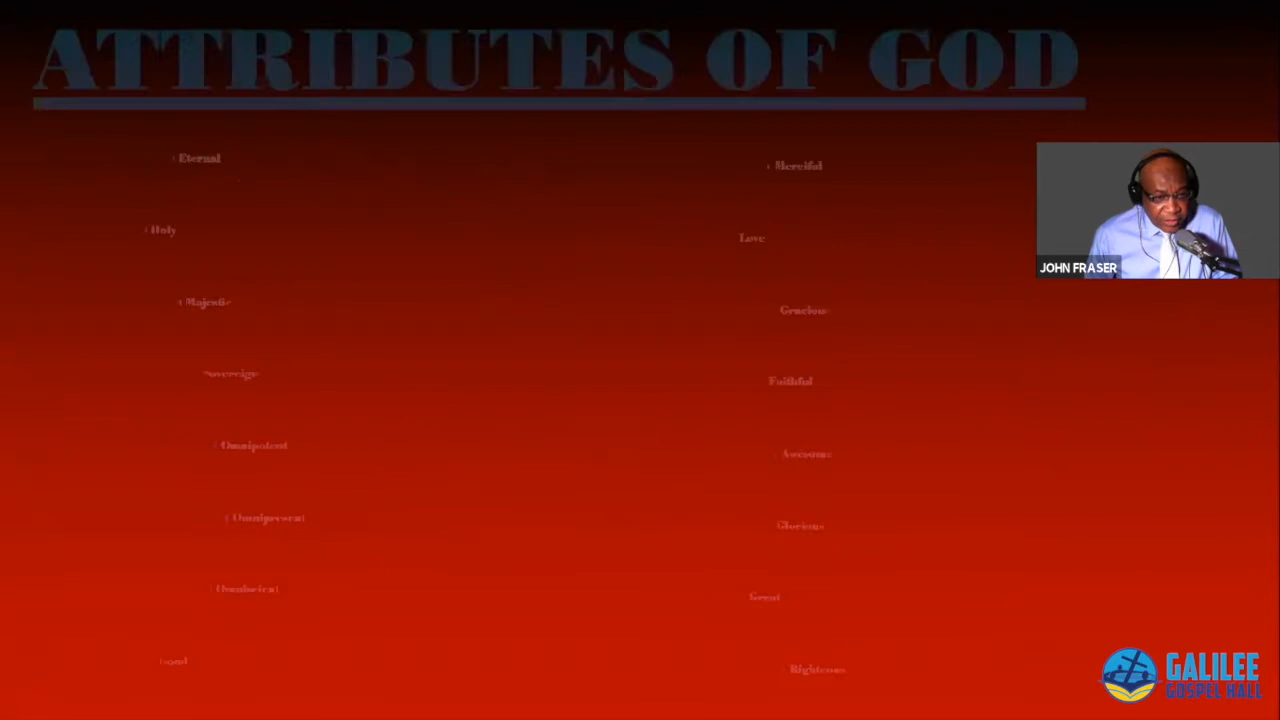 ATTRIBUTES OF GOD
Eternal
Holy
Majestic
Sovereign
Omnipotent
Omnipresent
Omniscient
Good
Merciful
Love
Gracious
Faithful
Awesome
Glorious
Great
Righteous
JOHN FRASER
GALILEE
GOSPEL HALL